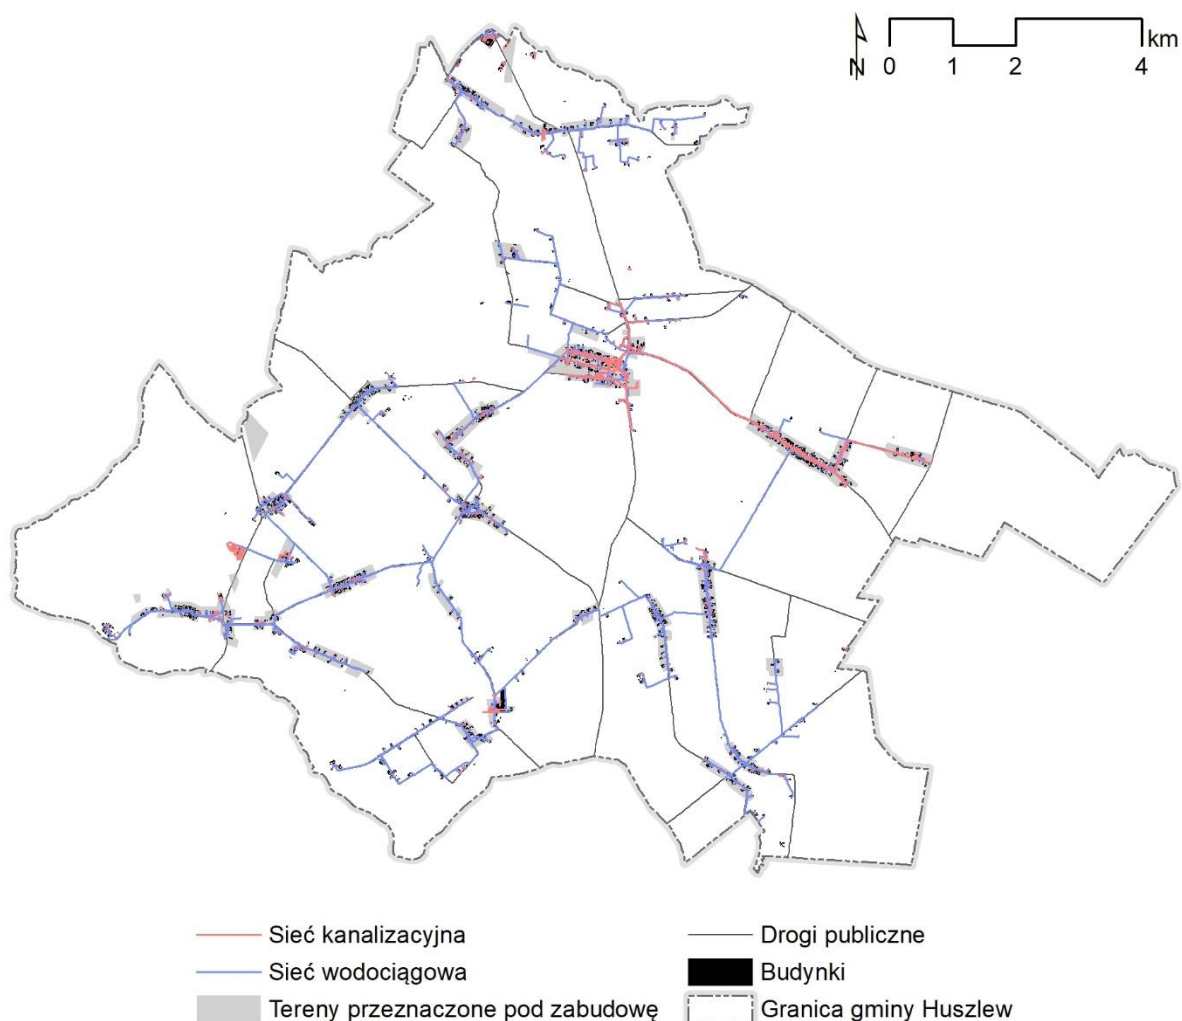 N
km
0 1 2 4
Sieć kanalizacyjna
Sieć wodociągowa
Tereny przeznaczone pod zabudowę
Drogi publiczne
Budynki
Granica gminy Huszlew